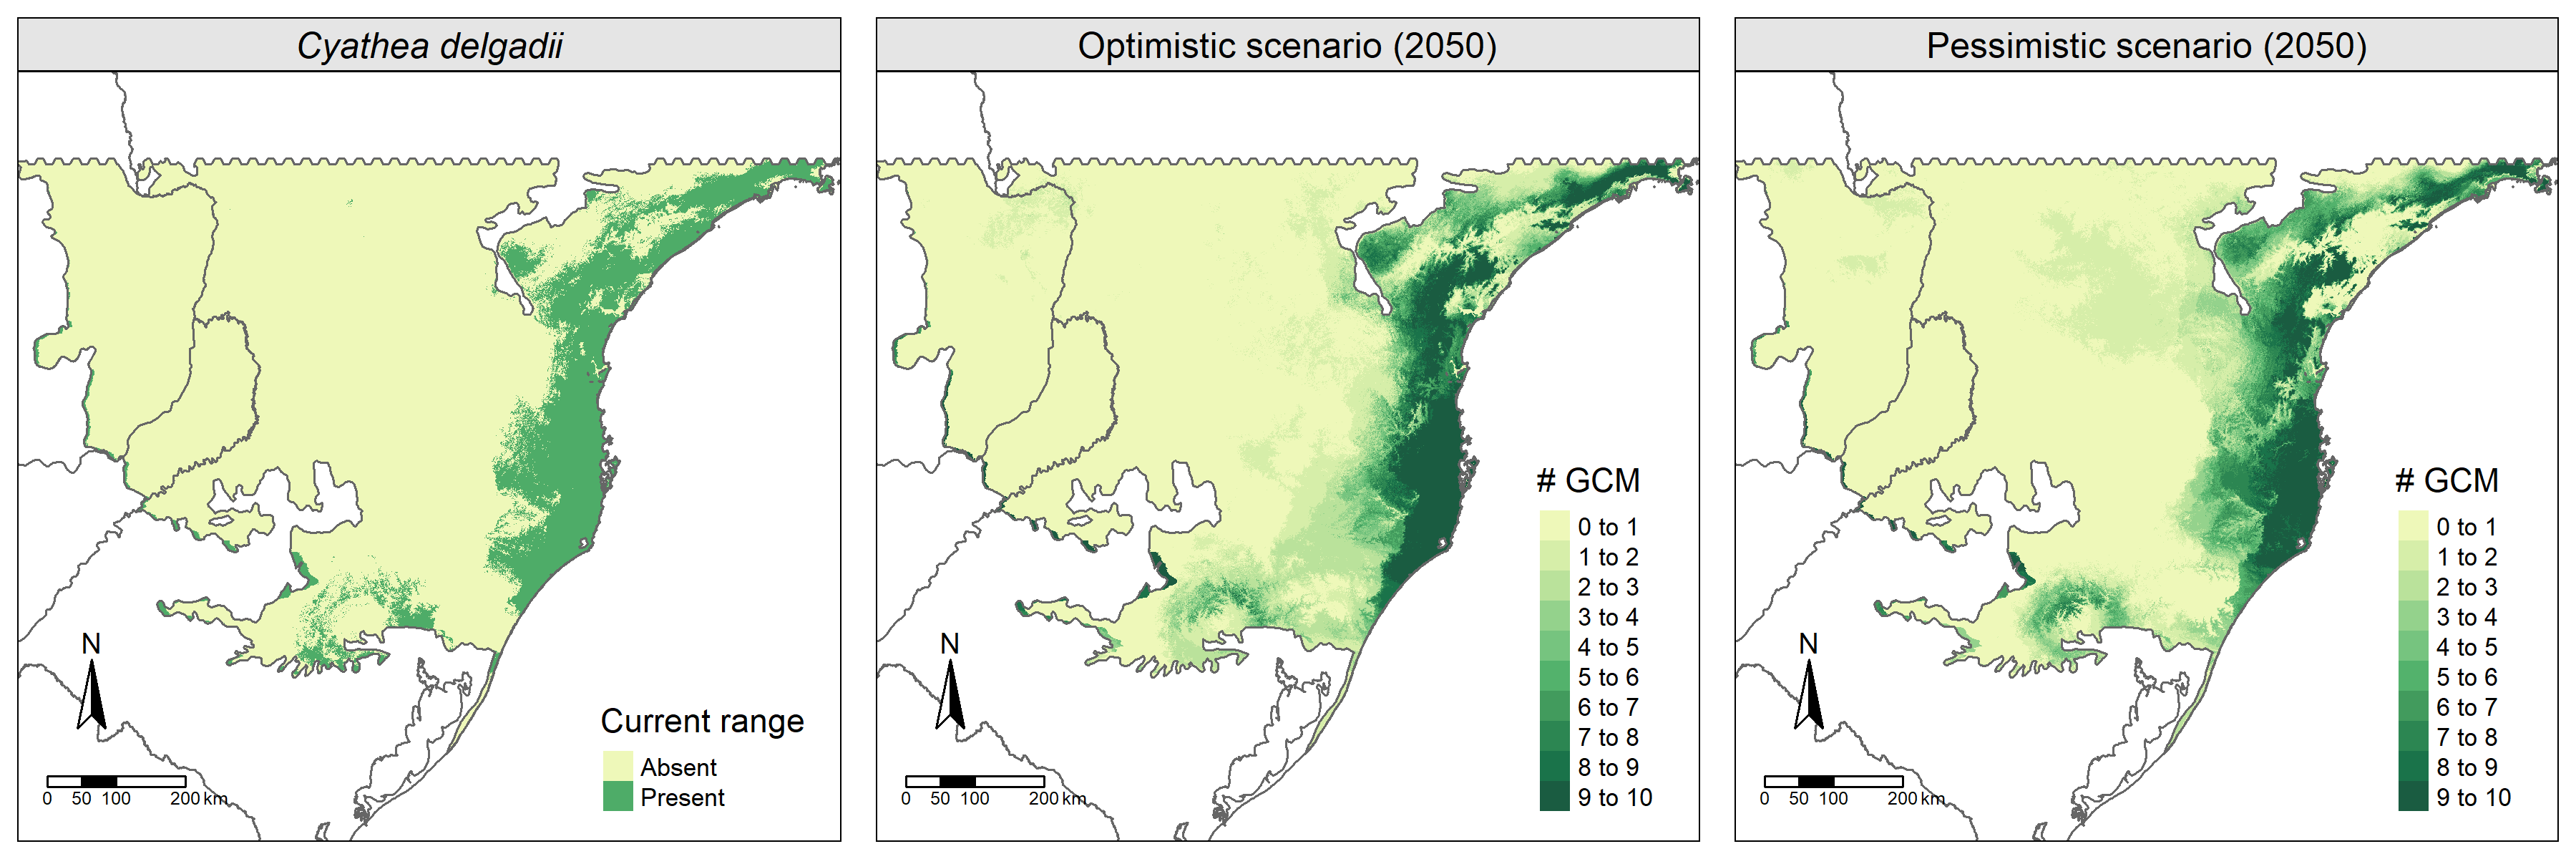 Cyathea delgadii
N
Current range
Absent
Present
0 50 100 200 km
Optimistic scenario (2050)
# GCM
0 to 1
1 to 2
2 to 3
3 to 4
4 to 5
5 to 6
6 to 7
7 to 8
8 to 9
9 to 10
N
0 50 100 200 km
Pessimistic scenario (2050)
# GCM
0 to 1
1 to 2
2 to 3
3 to 4
4 to 5
5 to 6
6 to 7
7 to 8
8 to 9
9 to 10
N
0 50 100 200 km